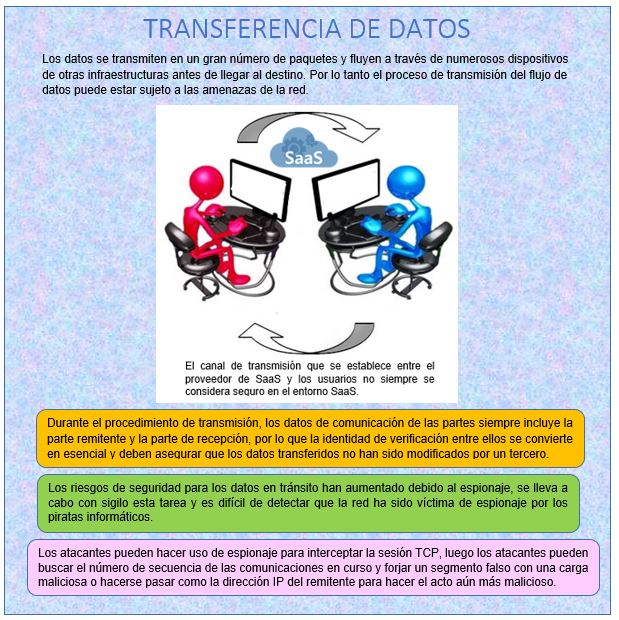 TRANSFERENCIA DE DATOS
Los datos se transmiten en un gran número de paquetes y fluyen a través de numerosos dispositivos
de otras infraestructuras antes de llegar al destino. Por lo tanto el proceso de transmisión del flujo de
datos puede estar sujeto a las amenazas de la red.
SaaS
El canal de transmisión que se establece entre el
proveedor de SaaS y los usuarios no siempre se
considera seguro en el entorno SaaS.
Durante el procedimiento de transmisión, los datos de comunicación de las partes siempre incluye la
parte remitente y la parte de recepción, por lo que la identidad de verificación entre ellos se convierte
en esencial y deben asegurar que los datos transferidos no han sido modificados por un tercero.
Los riesgos de seguridad para los datos en tránsito han aumentado debido al espionaje, se lleva a
cabo con sigilo esta tarea y es difícil de detectar que la red ha sido víctima de espionaje por los
piratas informáticos.
Los atacantes pueden hacer uso de espionaje para interceptar la sesión TCP, luego los atacantes pueden
buscar el número de secuencia de las comunicaciones en curso y forjar un segmento falso con una carga
maliciosa o hacerse pasar como la dirección IP del remitente para hacer el acto aún más malicioso.